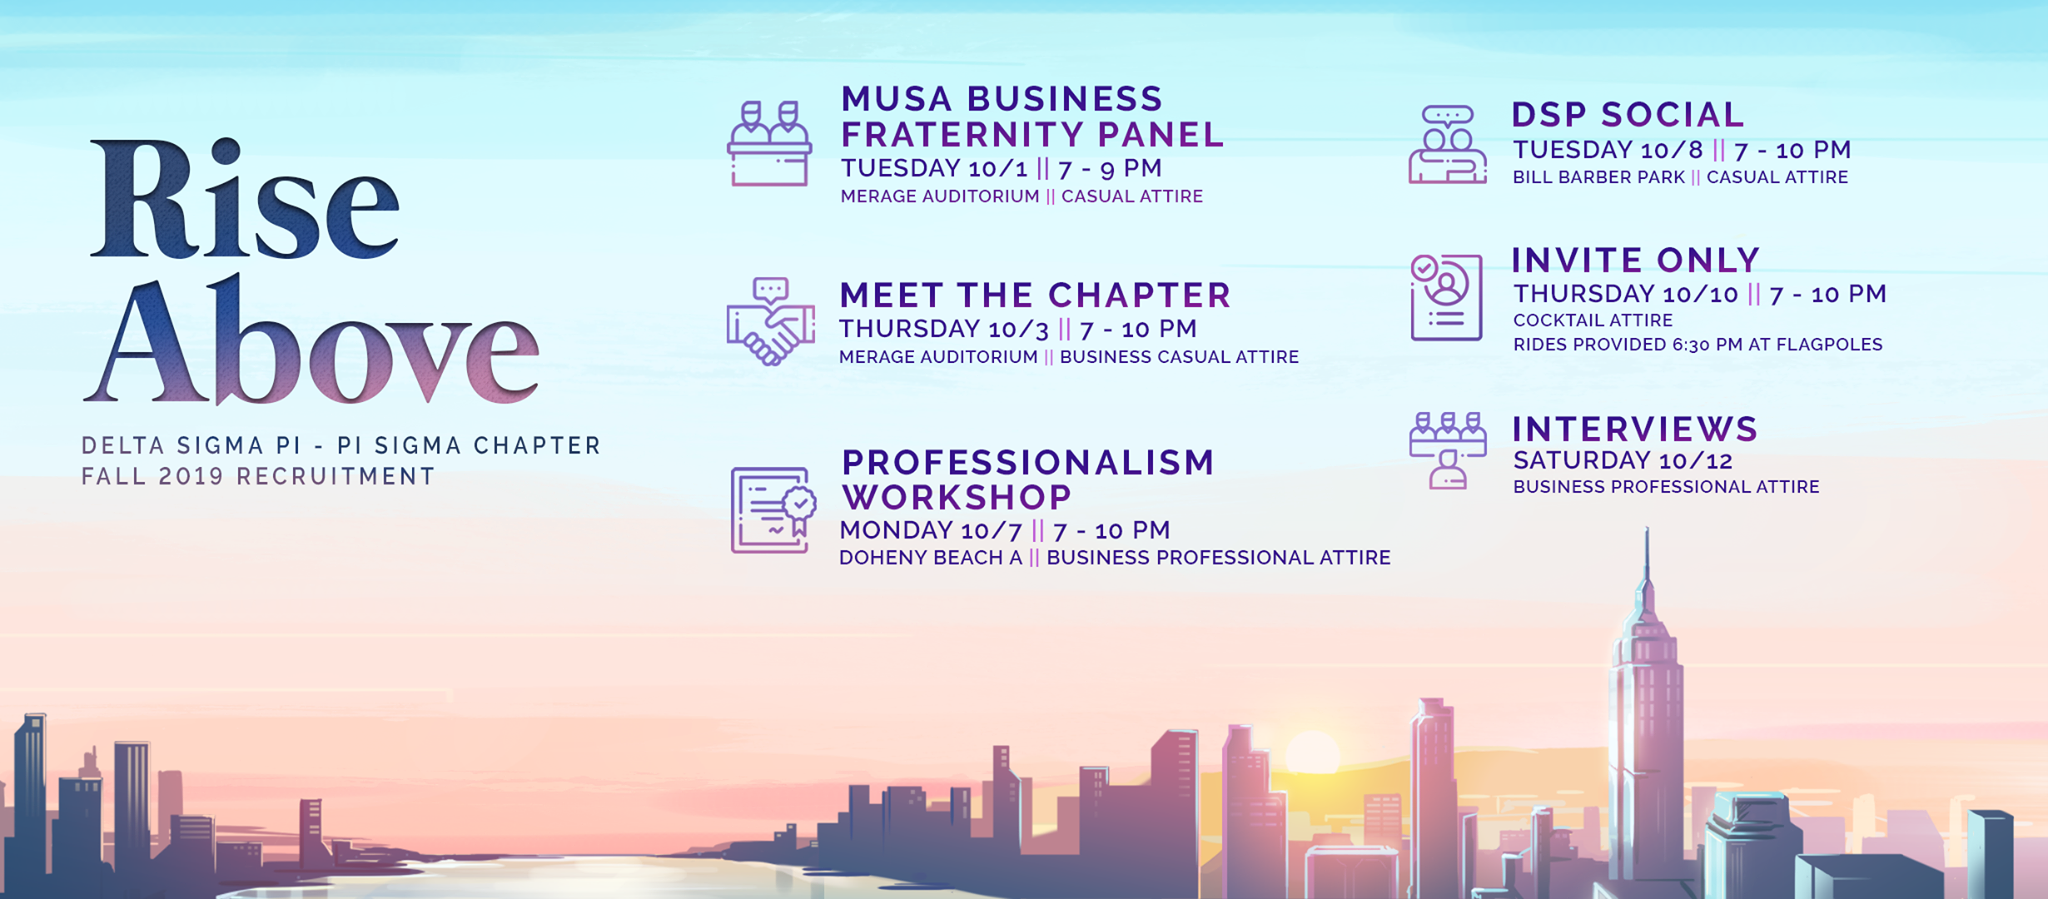 Rise
Above
DELTA SIGMA PI - PI SIGMA CHAPTER
FALL 2019 RECRUITMENT
MUSA BUSINESS
FRATERNITY PANEL
TUESDAY 10/1 || 7 - 9 PM
MERAGE AUDITORIUM || CASUAL ATTIRE
MEET THE CHAPTER
THURSDAY 10/3 || 7 - 10 PM
MERAGE AUDITORIUM || BUSINESS CASUAL ATTIRE
PROFESSIONALISM
WORKSHOP
MONDAY 10/7 || 7 - 10 PM
DOHENY BEACH A || BUSINESS PROFESSIONAL ATTIRE
DSP SOCIAL
TUESDAY 10/8 || 7 - 10 PM
BILL BARBER PARK || CASUAL ATTIRE
INVITE ONLY
THURSDAY 10/10 || 7 - 10 PM
COCKTAIL ATTIRE
RIDES PROVIDED 6:30 PM AT FLAGPOLES
INTERVIEWS
SATURDAY 10/12
BUSINESS PROFESSIONAL ATTIRE